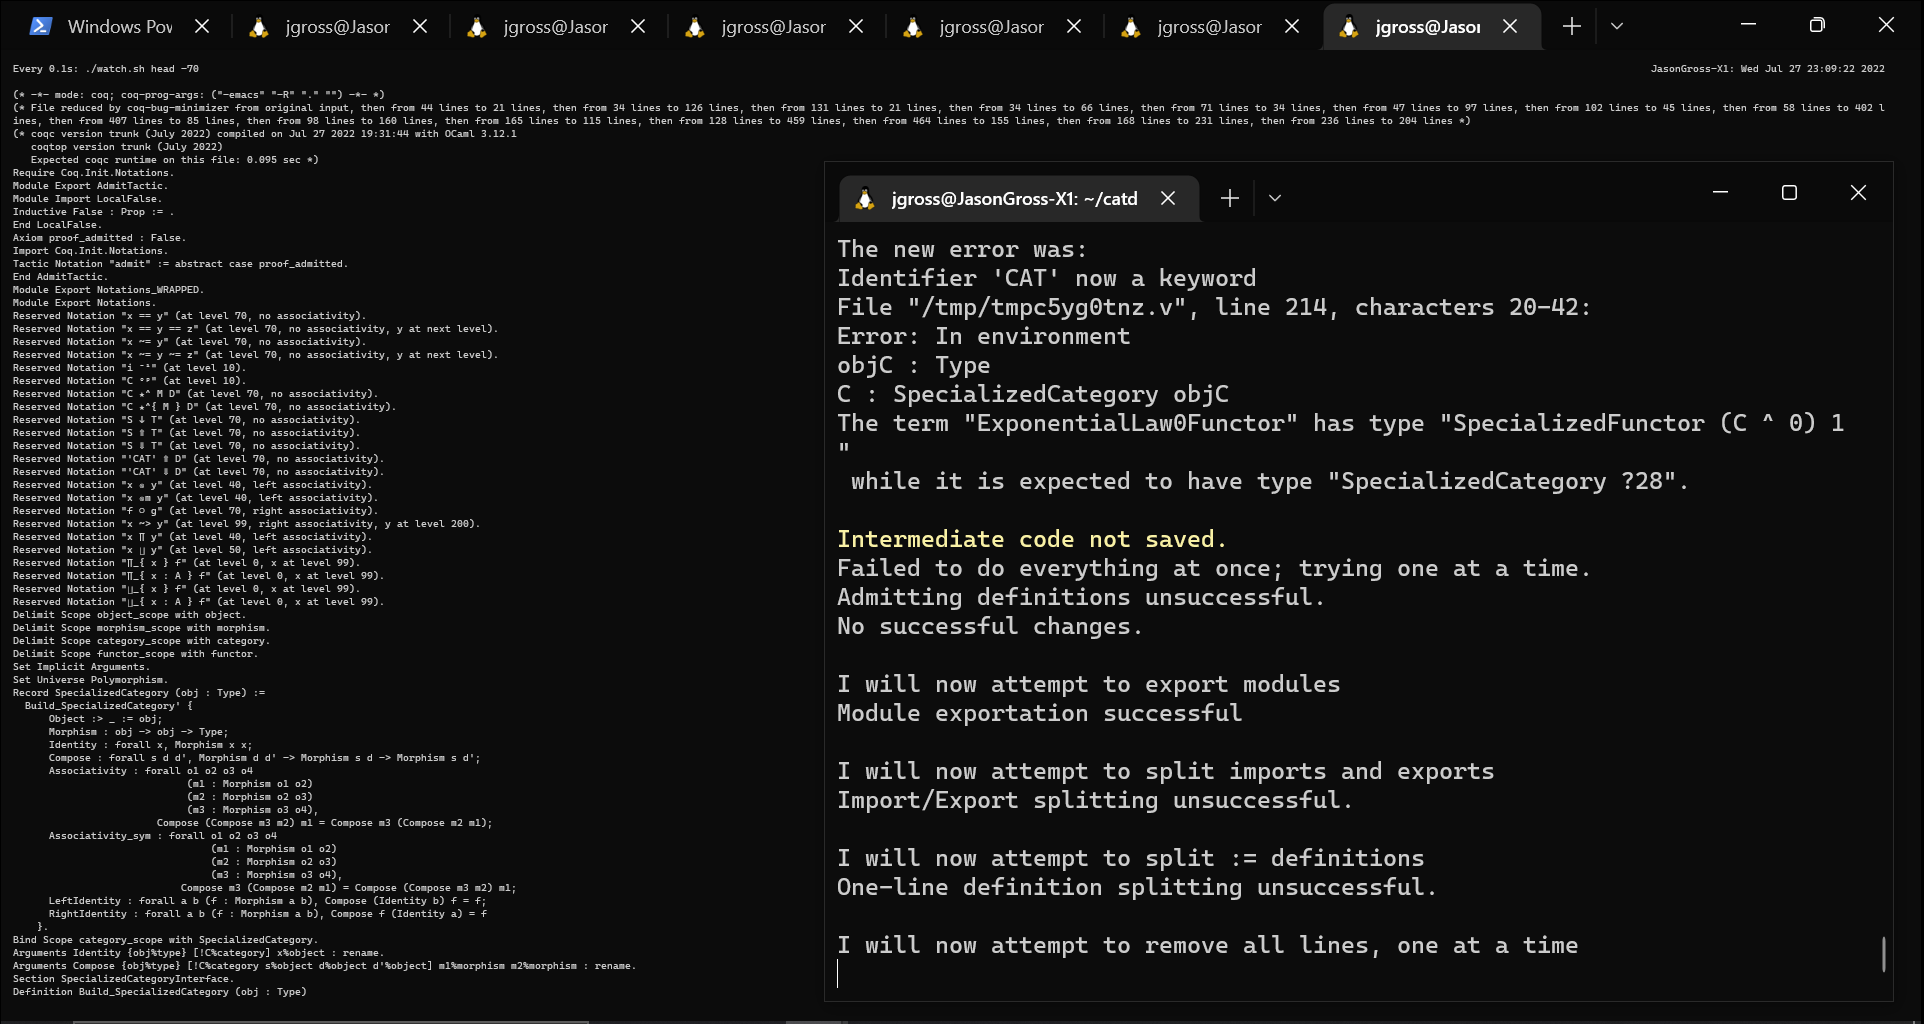 Windows Pov
jgross@Jasor
jgross@Jasor
jgross@Jasor
jgross@Jasor
jgross@Jasor
jgross@Jasor
Every 0.1s: ./watch.sh head -70
JasonGross-X1: Wed Jul 27 23:09:22 2022
(* -*- mode: coq; coq-prog-args: ("-emacs" "-R" "." "") -*- *)
(* File reduced by coq-bug-minimizer from original input, then from 44 lines to 21 lines, then from 34 lines to 126 lines, then from 131 lines to 21 lines, then from 34 lines to 66 lines, then from 71 lines to 34 lines, then from 47 lines to 97 lines, then from 102 lines to 45 lines, then from 58 lines to 402 l
ines, then from 407 lines to 85 lines, then from 98 lines to 160 lines, then from 165 lines to 115 lines, then from 128 lines to 459 lines, then from 464 lines to 155 lines, then from 168 lines to 231 lines, then from 236 lines to 204 lines *)
(* coqc version trunk (July 2022) compiled on Jul 27 2022 19:31:44 with OCaml 3.12.1
coqtop version trunk (July 2022)
Expected coqc runtime on this file: 0.095 sec *)
Require Coq.Init.Notations.
Module Export AdmitTactic.
Module Import LocalFalse.
Inductive False : Prop := .
End LocalFalse.
Axiom proof_admitted : False.
Import Coq.Init.Notations.
Tactic Notation "admit" := abstract case proof_admitted.
End AdmitTactic.
Module Export Notations_WRAPPED.
Module Export Notations.
Reserved Notation "x == y" (at level 70, no associativity).
Reserved Notation "x == y == z" (at level 70, no associativity, y at next level).
Reserved Notation "x ~= y" (at level 70, no associativity).
Reserved Notation "x ~= y ~= z" (at level 70, no associativity, y at next level).
Reserved Notation "i ⁻¹" (at level 10).
Reserved Notation "C ᵒᵖ" (at level 10).
Reserved Notation "C ★^ M D" (at level 70, no associativity).
Reserved Notation "C ★^{ M } D" (at level 70, no associativity).
Reserved Notation "S ↓ T" (at level 70, no associativity).
Reserved Notation "S ⇑ T" (at level 70, no associativity).
Reserved Notation "S ⇓ T" (at level 70, no associativity).
Reserved Notation "'CAT' ⇑ D" (at level 70, no associativity).
Reserved Notation "'CAT' ⇓ D" (at level 70, no associativity).
Reserved Notation "x ⊗ y" (at level 40, left associativity).
Reserved Notation "x ⊗m y" (at level 40, left associativity).
Reserved Notation "f ○ g" (at level 70, right associativity).
Reserved Notation "x ~> y" (at level 99, right associativity, y at level 200).
Reserved Notation "x ∏ y" (at level 40, left associativity).
Reserved Notation "x ∐ y" (at level 50, left associativity).
Reserved Notation "∏_{ x } f" (at level 0, x at level 99).
Reserved Notation "∏_{ x : A } f" (at level 0, x at level 99).
Reserved Notation "∐_{ x } f" (at level 0, x at level 99).
Reserved Notation "∐_{ x : A } f" (at level 0, x at level 99).
Delimit Scope object_scope with object.
Delimit Scope morphism_scope with morphism.
Delimit Scope category_scope with category.
Delimit Scope functor_scope with functor.
Set Implicit Arguments.
Set Universe Polymorphism.
Record SpecializedCategory (obj : Type) :=
Build_SpecializedCategory' {
Object :> _ := obj;
Morphism : obj -> obj -> Type;
Identity : forall x, Morphism x x;
Compose : forall s d d', Morphism d d' -> Morphism s d -> Morphism s d';
Associativity : forall o1 o2 o3 o4
(m1 : Morphism o1 o2)
(m2 : Morphism o2 o3)
(m3 : Morphism o3 o4),
Compose (Compose m3 m2) m1 = Compose m3 (Compose m2 m1);
Associativity_sym : forall o1 o2 o3 o4
(m1 : Morphism o1 o2)
(m2 : Morphism o2 o3)
(m3 : Morphism o3 o4),
Compose m3 (Compose m2 m1) = Compose (Compose m3 m2) m1;
LeftIdentity : forall a b (f : Morphism a b), Compose (Identity b) f = f;
RightIdentity : forall a b (f : Morphism a b), Compose f (Identity a) = f
}.
Bind Scope category_scope with SpecializedCategory.
Arguments Identity {obj%type} [!C%category] x%object : rename.
Arguments Compose {obj%type} [!C%category s%object d%object d'%object] m1%morphism m2%morphism : rename.
Section SpecializedCategoryInterface.
Definition Build_SpecializedCategory (obj : Type)
jgross@JasonGross-X1: ~/catd
The new error was:
Identifier 'CAT' now a keyword
File "/tmp/tmpc5yg0tnz.v", line 214, characters 20-42:
Error: In environment
objC : Type
C : SpecializedCategory objC
The term "ExponentialLaw0Functor" has type "SpecializedFunctor (C ^ 0) 1
"
while it is expected to have type "SpecializedCategory ?28".
Intermediate code not saved.
Failed to do everything at once; trying one at a time.
Admitting definitions unsuccessful.
No successful changes.
I will now attempt to export modules
Module exportation successful
I will now attempt to split imports and exports
Import/Export splitting unsuccessful.
I will now attempt to split := definitions
One-line definition splitting unsuccessful.
I will now attempt to remove all lines, one at a time